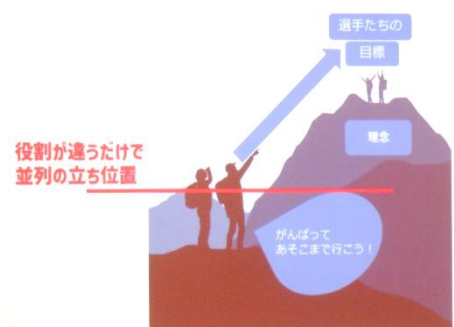 選手たちの
目標
理念
役割が違うだけで
並列の立ち位置
がんばって
あそこまで行こう！